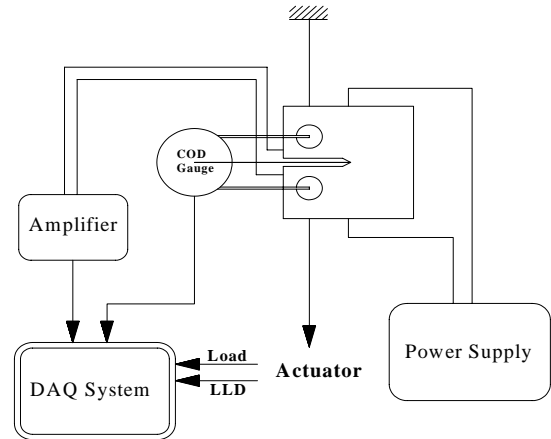 COD
Gauge
Amplifier
Load
Actuator
LLD
DAQ System
Power Supply